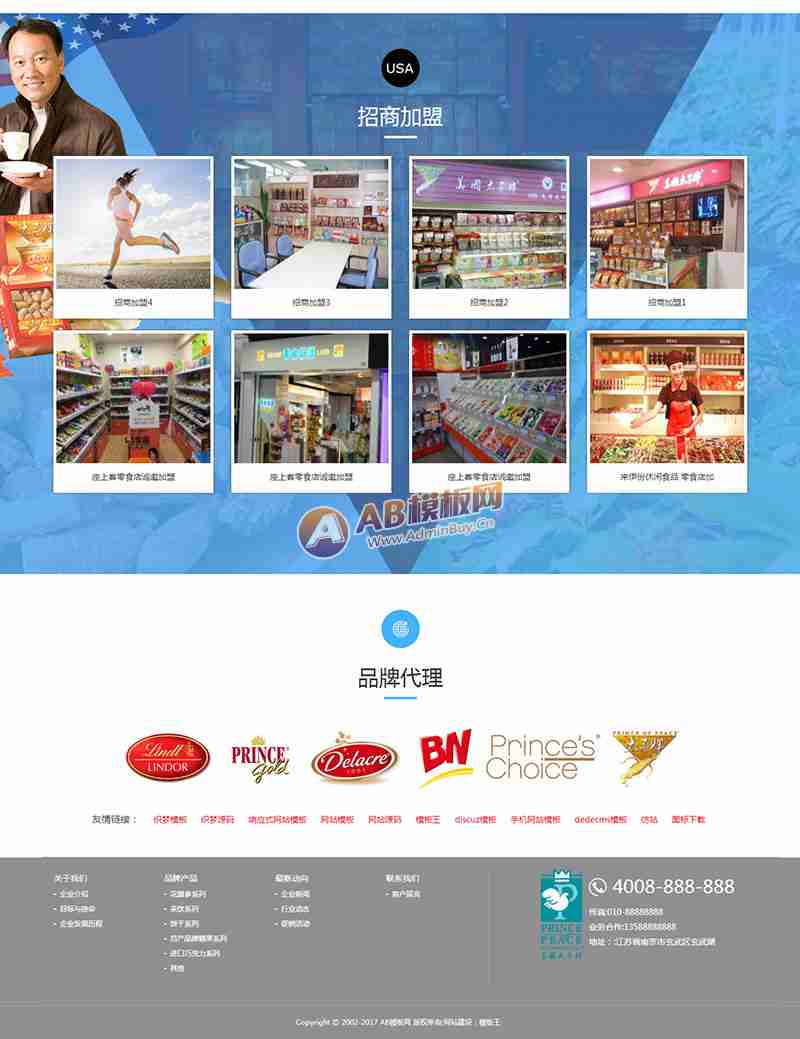 USA
招商加盟
招商加盟4 招商加盟3 招商加盟2 招商加盟1
座上客零食店诚邀加盟 座上客零食店诚邀加盟 座上客零食店诚邀加盟 来伊份休闲食品 零食店加
AB模板网
Www.AdminBuy.Cn
品牌代理
Lindt LINDOR PRINCE gold Delacre BN Prince's Choice PRINCE OF PEACE
友情链接： 织梦模板 织梦源码 响应式网站模板 网站模板 网站源码 模板王 discuz模板 手机网站模板 dedecms模板 仿站 图标下载
关于我们 品牌产品 最新动向 联系我们
企业介绍 花旗参系列 企业新闻 客户留言
目标与使命 茶饮系列 行业动态
企业发展历程 饼干系列 促销活动
进口巧克力系列
其他
4008-888-888
传真:010-88888888
业务合作:13588888888
地址：江苏省南京市玄武区玄武湖
PRINCE
PEACE
Copyright © 2002-2017 AB模板网 版权所有|网站建设：模板王